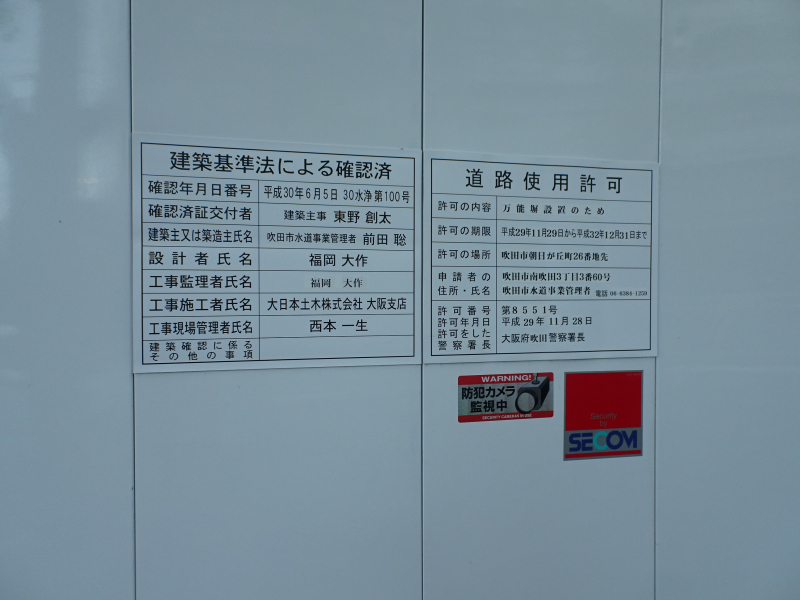 建築基準法による確認済
確認年月日番号 平成30年6月5日 30水浄第100号
確認済証交付者 建築主事 東野 創太
建築主又は築造主氏名 吹田市水道事業管理者 前田 聡
設計者氏名 福岡 大作
工事監理者氏名 福岡 大作
工事施工者氏名 大日本土木株式会社 大阪支店
工事現場管理者氏名 西本 一生
建築確認に係る
その他の事項
道路使用許可
許可の内容 万能塀設置のため
許可の期限 平成29年11月29日から平成32年12月31日まで
許可の場所 吹田市朝日が丘町26番地先
申請者の 吹田市南吹田3丁目3番60号
住所・氏名 吹田市水道事業管理者 電話 06-6384-1259
許可番号 第8551号
許可年月日 平成29年11月28日
許可をした
警察署長 大阪府吹田警察署長
WARNING!
防犯カメラ
監視中
SECURITY CAMERAS IN USE
Security
by
SECOM